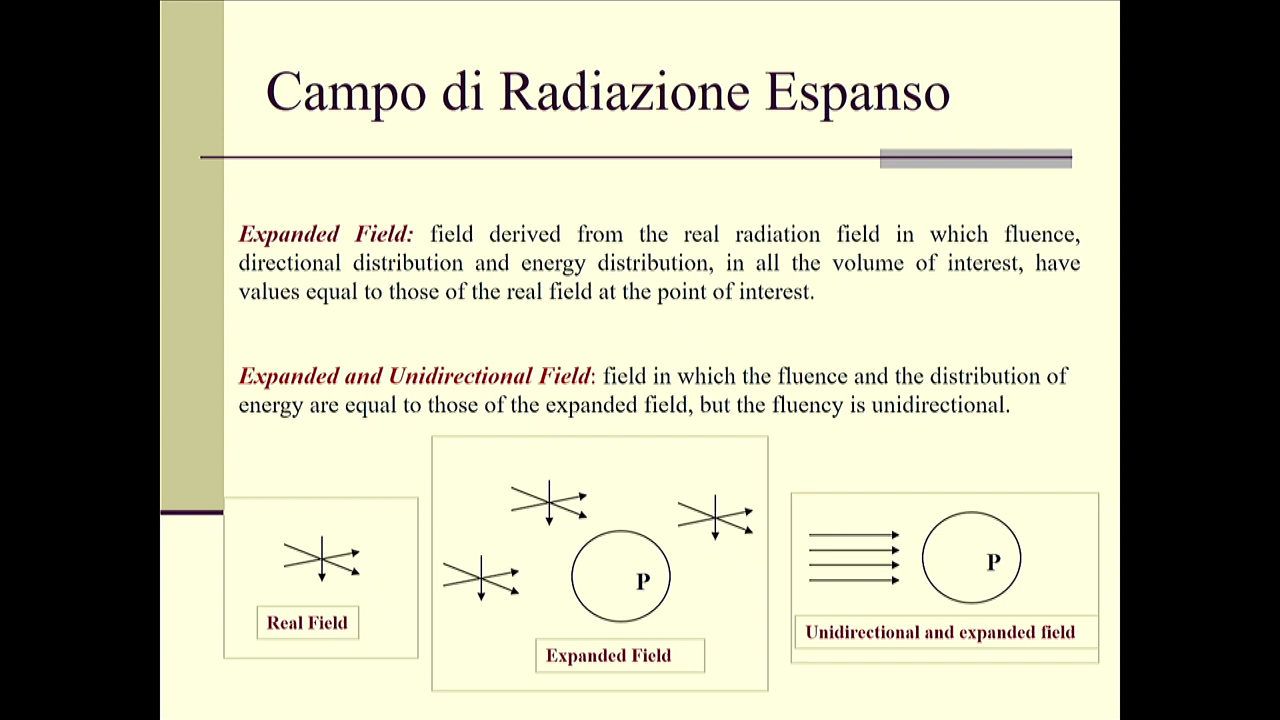 Campo di Radiazione Espanso
Expanded Field: field derived from the real radiation field in which fluence,
directional distribution and energy distribution, in all the volume of interest, have
values equal to those of the real field at the point of interest.
Expanded and Unidirectional Field: field in which the fluence and the distribution of
energy are equal to those of the expanded field, but the fluency is unidirectional.
P
P
Real Field
Expanded Field
Unidirectional and expanded field